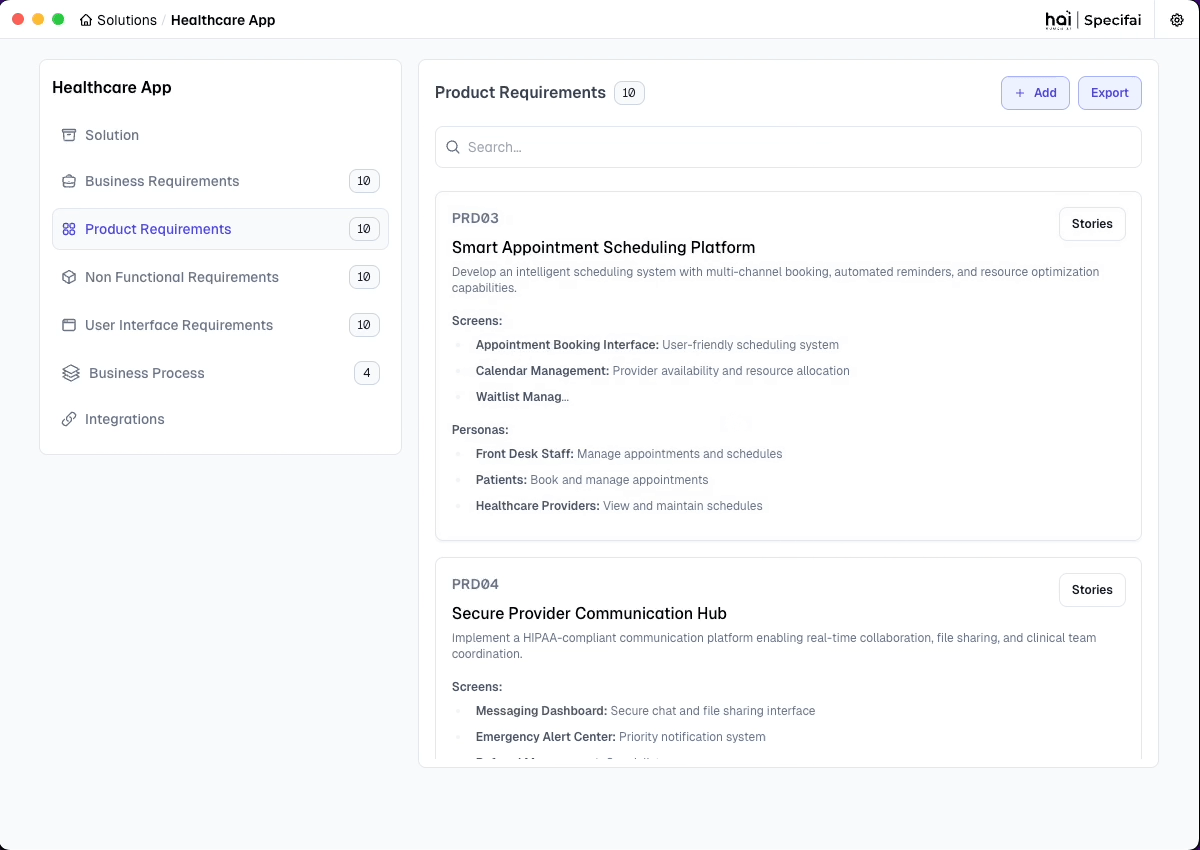 Solutions / Healthcare App
hai | Specifai
Healthcare App
Solution
Business Requirements 10
Product Requirements 10
Non Functional Requirements 10
User Interface Requirements 10
Business Process 4
Integrations
Product Requirements 10
+ Add
Export
Search...
PRD03
Stories
Smart Appointment Scheduling Platform
Develop an intelligent scheduling system with multi-channel booking, automated reminders, and resource optimization
capabilities.
Screens:
Appointment Booking Interface: User-friendly scheduling system
Calendar Management: Provider availability and resource allocation
Waitlist Manag...
Personas:
Front Desk Staff: Manage appointments and schedules
Patients: Book and manage appointments
Healthcare Providers: View and maintain schedules
PRD04
Stories
Secure Provider Communication Hub
Implement a HIPAA-compliant communication platform enabling real-time collaboration, file sharing, and clinical team
coordination.
Screens:
Messaging Dashboard: Secure chat and file sharing interface
Emergency Alert Center: Priority notification system